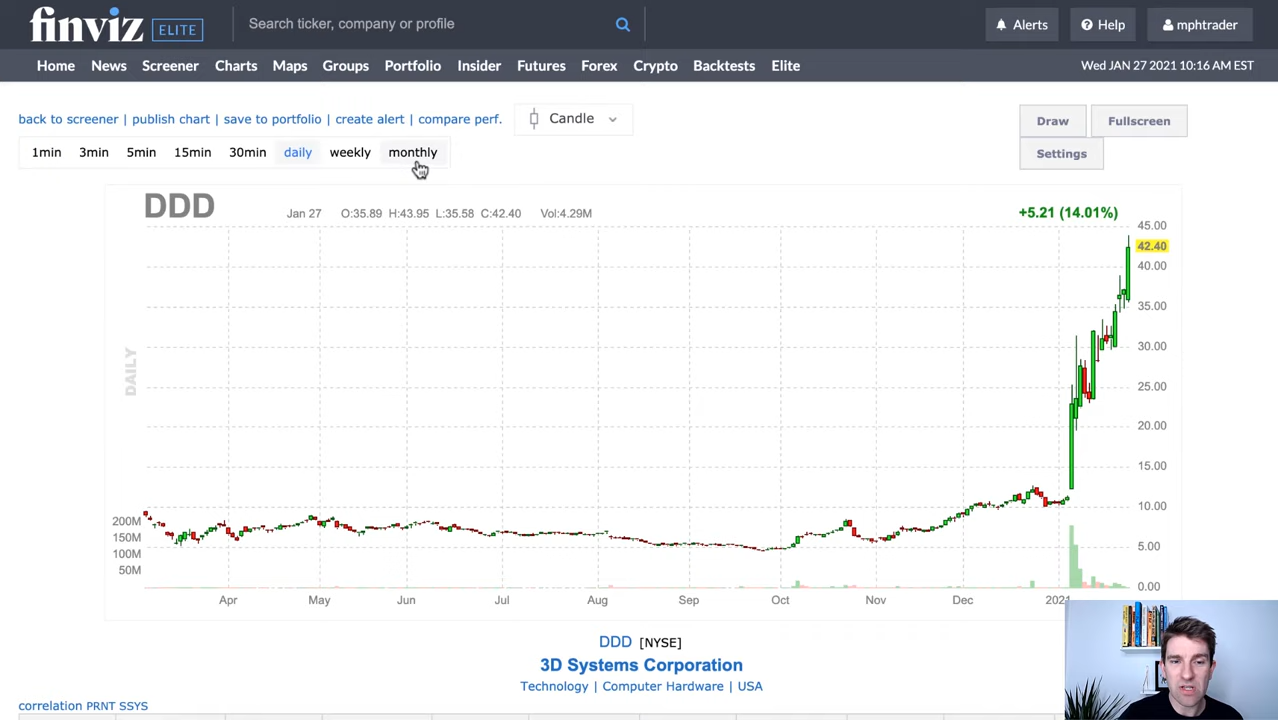 finviz ELITE Search ticker, company or profile Alerts Help mphtrader
Home News Screener Charts Maps Groups Portfolio Insider Futures Forex Crypto Backtests Elite Wed JAN 27 2021 10:16 AM EST
back to screener | publish chart | save to portfolio | create alert | compare perf. Candle Draw Fullscreen
1min 3min 5min 15min 30min daily weekly monthly Settings
DDD Jan 27 O:35.89 H:43.95 L:35.58 C:42.40 Vol:4.29M +5.21 (14.01%)
45.00
42.40
40.00
35.00
30.00
DAILY
25.00
20.00
15.00
10.00
200M
150M
100M 5.00
50M
0.00
Apr May Jun Jul Aug Sep Oct Nov Dec 2021
DDD [NYSE]
3D Systems Corporation
Technology | Computer Hardware | USA
correlation PRNT SSYS